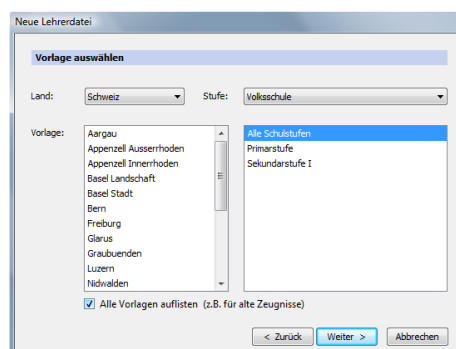 Neue Lehrerdatei
Vorlage auswählen
Land: Schweiz Stufe: Volksschule
Vorlage:
Aargau
Appenzell Ausserrhoden
Appenzell Innerrhoden
Basel Landschaft
Basel Stadt
Bern
Freiburg
Glarus
Graubuenden
Luzern
Nidwalden
Alle Schulstufen
Primarstufe
Sekundarstufe I
Alle Vorlagen auflisten (z.B. für alte Zeugnisse)
< Zurück Weiter > Abbrechen